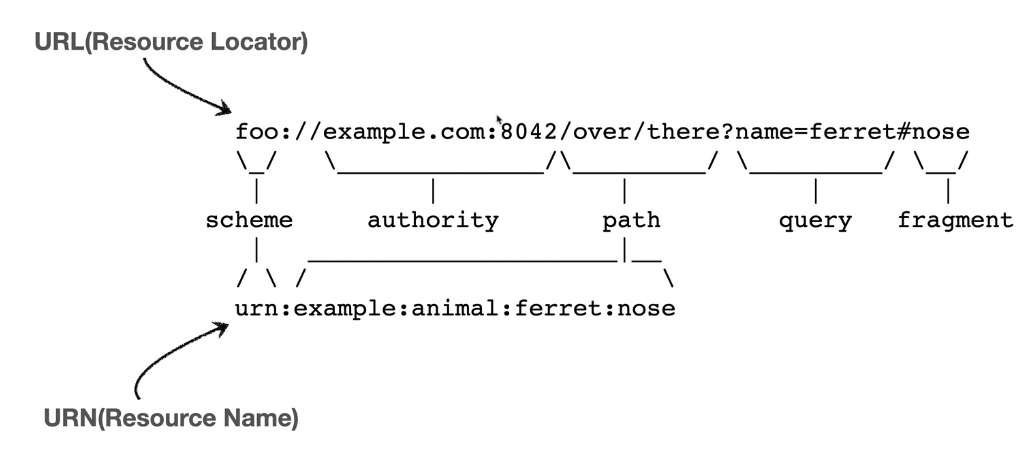 URL(Resource Locator)
foo://example.com:8042/over/there?name=ferret#nose
scheme authority path query fragment
urn:example:animal:ferret:nose
URN(Resource Name)